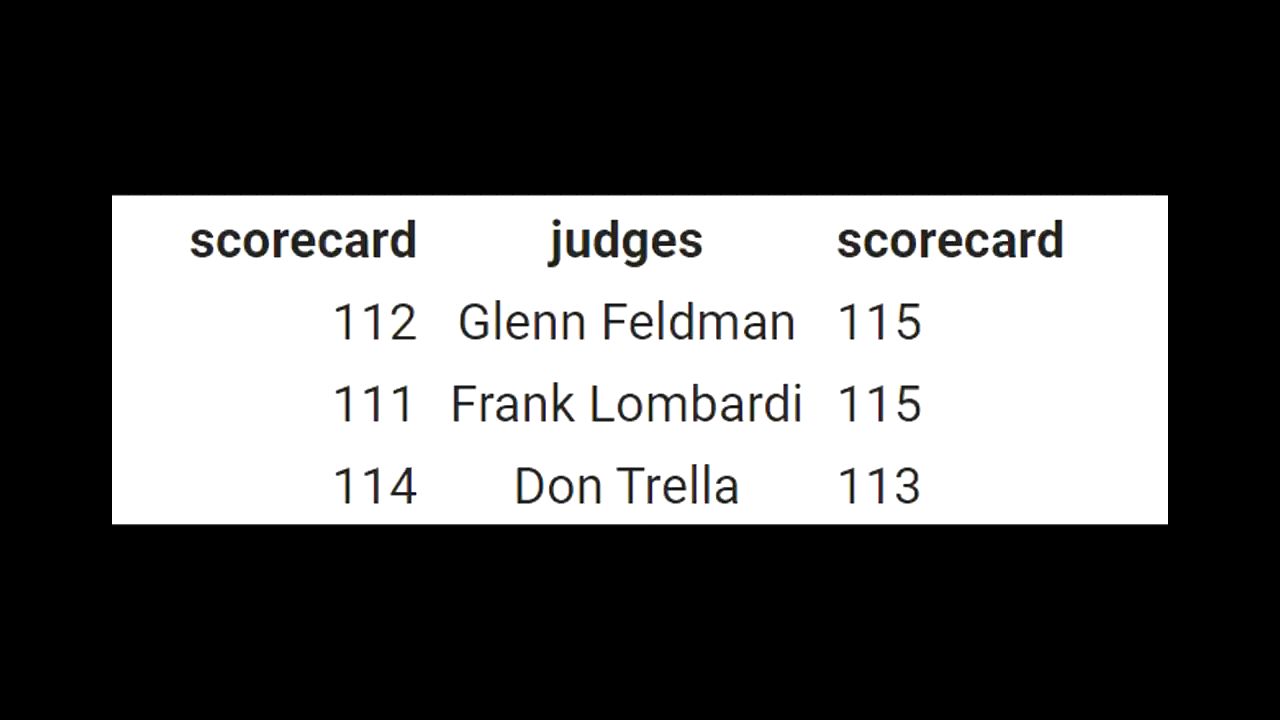 scorecard judges scorecard
112 Glenn Feldman 115
111 Frank Lombardi 115
114 Don Trella 113